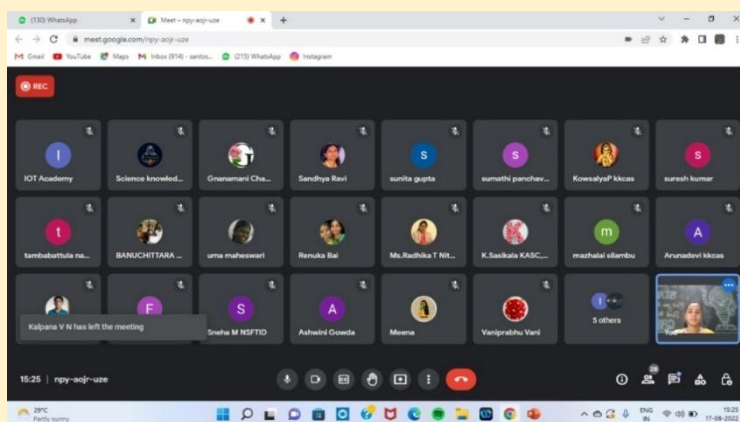 (130) WhatsApp
Meet – npy-aojr-uze
meet.google.com/npy-aojr-uze
Gmail YouTube Maps Inbox (914) - santos... (215) WhatsApp Instagram
REC
IOT Academy Science knowled... Gnanamani Cha... Sandhya Ravi sunita gupta sumathi panchav... KowsalyaP kkcas suresh kumar
I S s s
tambabattula na... BANUCHITTARA ... uma maheswari Renuka Bai Ms.Radhika T Nit... K.Sasikala KASC,... mazhalai silambu Arunadevi kkcas
t m A
Kalpana V N has left the meeting
Sneha M NSFTID Ashwini Gowda Meena Vaniprabhu Vani 5 others You
S A
15:25 | npy-aojr-uze
28
29°C
Partly sunny
ENG
IN
15:25
17-08-2022